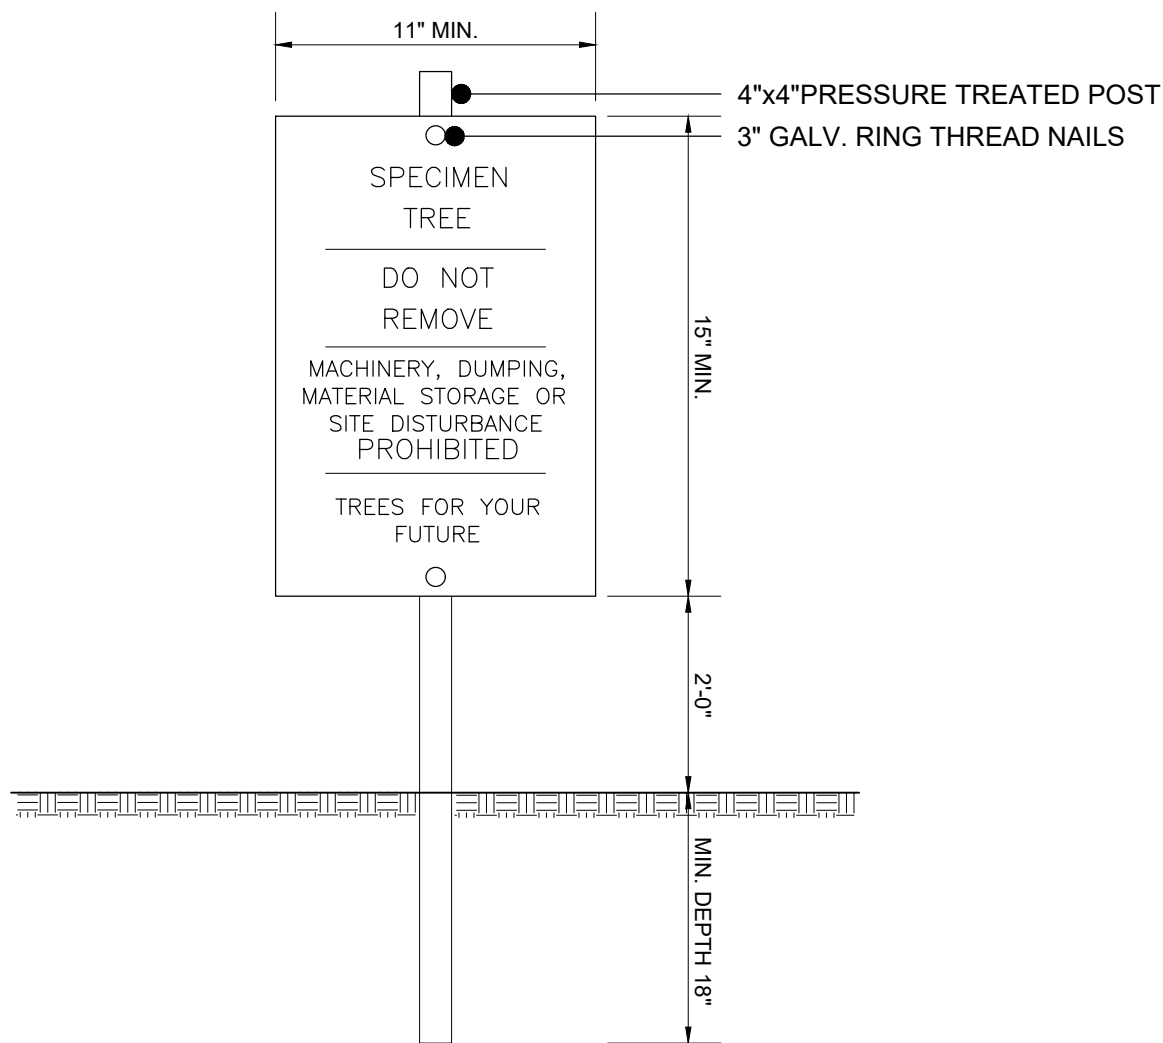 11" MIN.
4"x4"PRESSURE TREATED POST
3" GALV. RING THREAD NAILS
SPECIMEN
TREE
DO NOT
REMOVE
MACHINERY, DUMPING,
MATERIAL STORAGE OR
SITE DISTURBANCE
PROHIBITED
TREES FOR YOUR
FUTURE
15" MIN.
2'-0"
MIN. DEPTH 18"